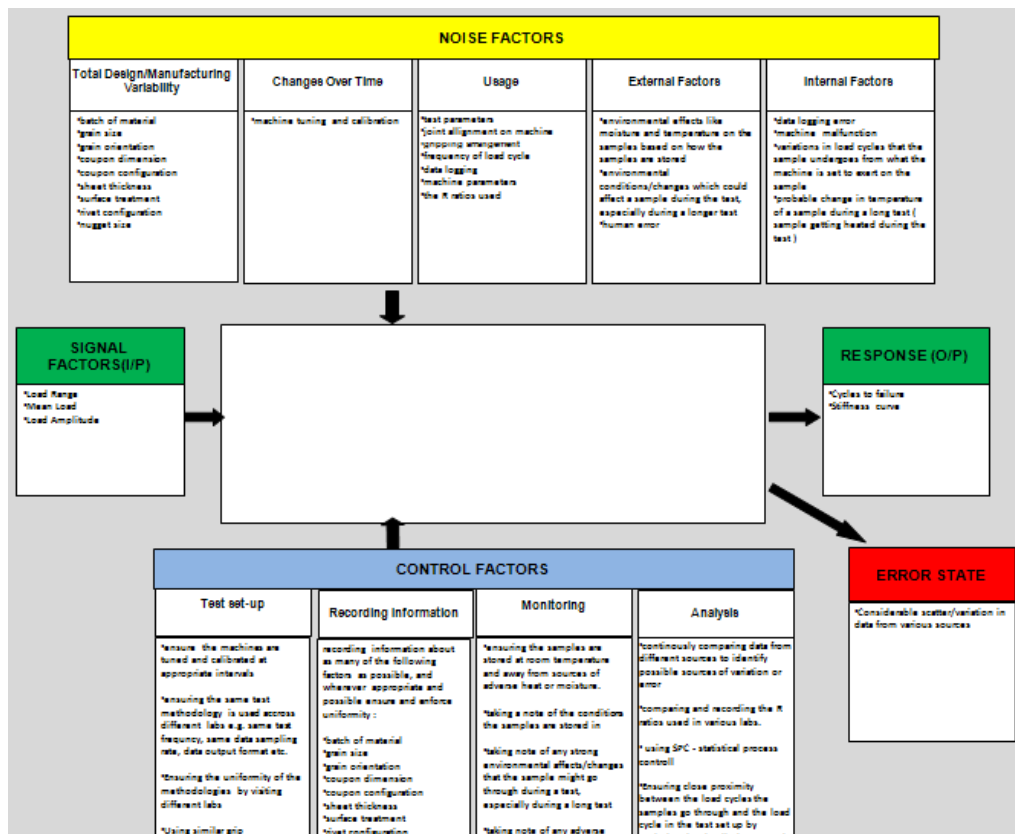 NOISE FACTORS
Total Design/Manufacturing
Variability
*batch of material
*grain size
*grain orientation
*coupon dimension
*coupon configuration
*sheet thickness
*surface treatment
*rivet configuration
*nugget size
Changes Over Time
*machine tuning and calibration
Usage
*test parameters
*joint allignment on machine
*gripping arrangement
*frequency of load cycle
*data logging
*machine parameters
*the R ratios used
External Factors
*environmental effects like
moisture and temperature on the
samples based on how the
samples are stored
*environmental
conditions/changes which could
affect a sample during the test,
especially during a longer test
*human error
Internal Factors
*data logging error
*machine malfunction
*variations in load cycles that the
sample undergoes from what the
machine is set to exert on the
sample
*probable change in temperature
of a sample during a long test (
sample getting heated during the
test )
SIGNAL
FACTORS(I/P)
*Load Range
*Mean Load
*Load Amplitude
RESPONSE (O/P)
*Cycles to failure
*Stiffness curve
ERROR STATE
*Considerable scatter/variation in
data from various sources
CONTROL FACTORS
Test set-up
*ensure the machines are
tuned and calibrated at
appropriate intervals
*ensuring the same test
methodology is used accross
different labs e.g. same test
frequncy, same data sampling
rate, data output format etc.
*Ensuring the uniformity of the
methodologies by visiting
different labs
*Using similar grip
Recording Information
recording information about
as many of the following
factors as possible, and
wherever appropriate and
possible ensure and enforce
uniformity :
*batch of material
*grain size
*grain orientation
*coupon dimension
*coupon configuration
*sheet thickness
*surface treatment
*rivet configuration
Monitoring
*ensuring the samples are
stored at room temperature
and away from sources of
adverse heat or moisture.
*taking a note of the conditions
the samples are stored in
*taking note of any strong
environmental effects/changes
that the sample might go
through during a test,
especially during a long test
*taking note of any adverse
Analysis
*continously comparing data from
different sources to identify
possible sources of variation or
error
*comparing and recording the R
ratios used in various labs.
* using SPC - statistical process
controll
*Ensuring close proximity
between the load cycles the
samples go through and the load
cycle in the test set up by